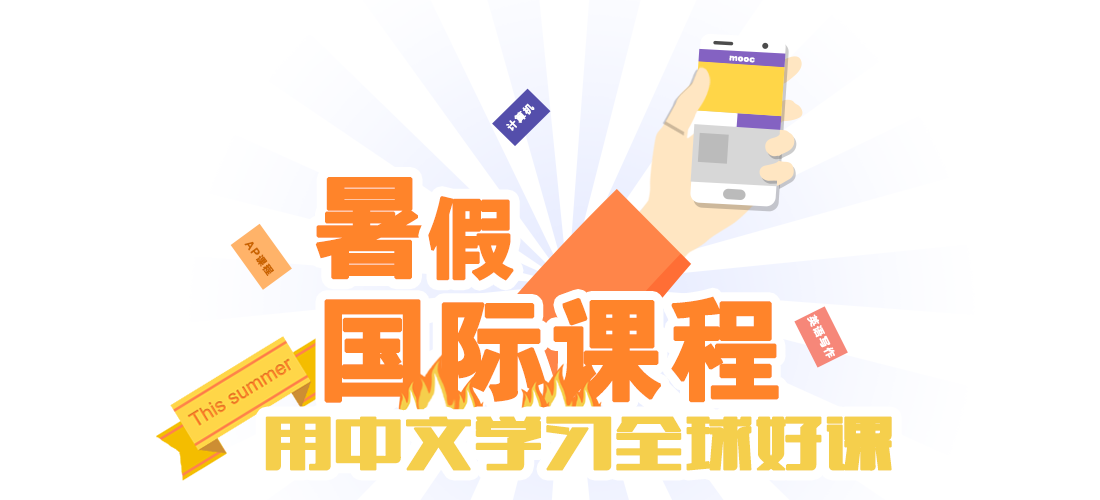 mooc
计算机
暑假
AP课程
国际课程
英语写作
This summer
用中文学习全球好课